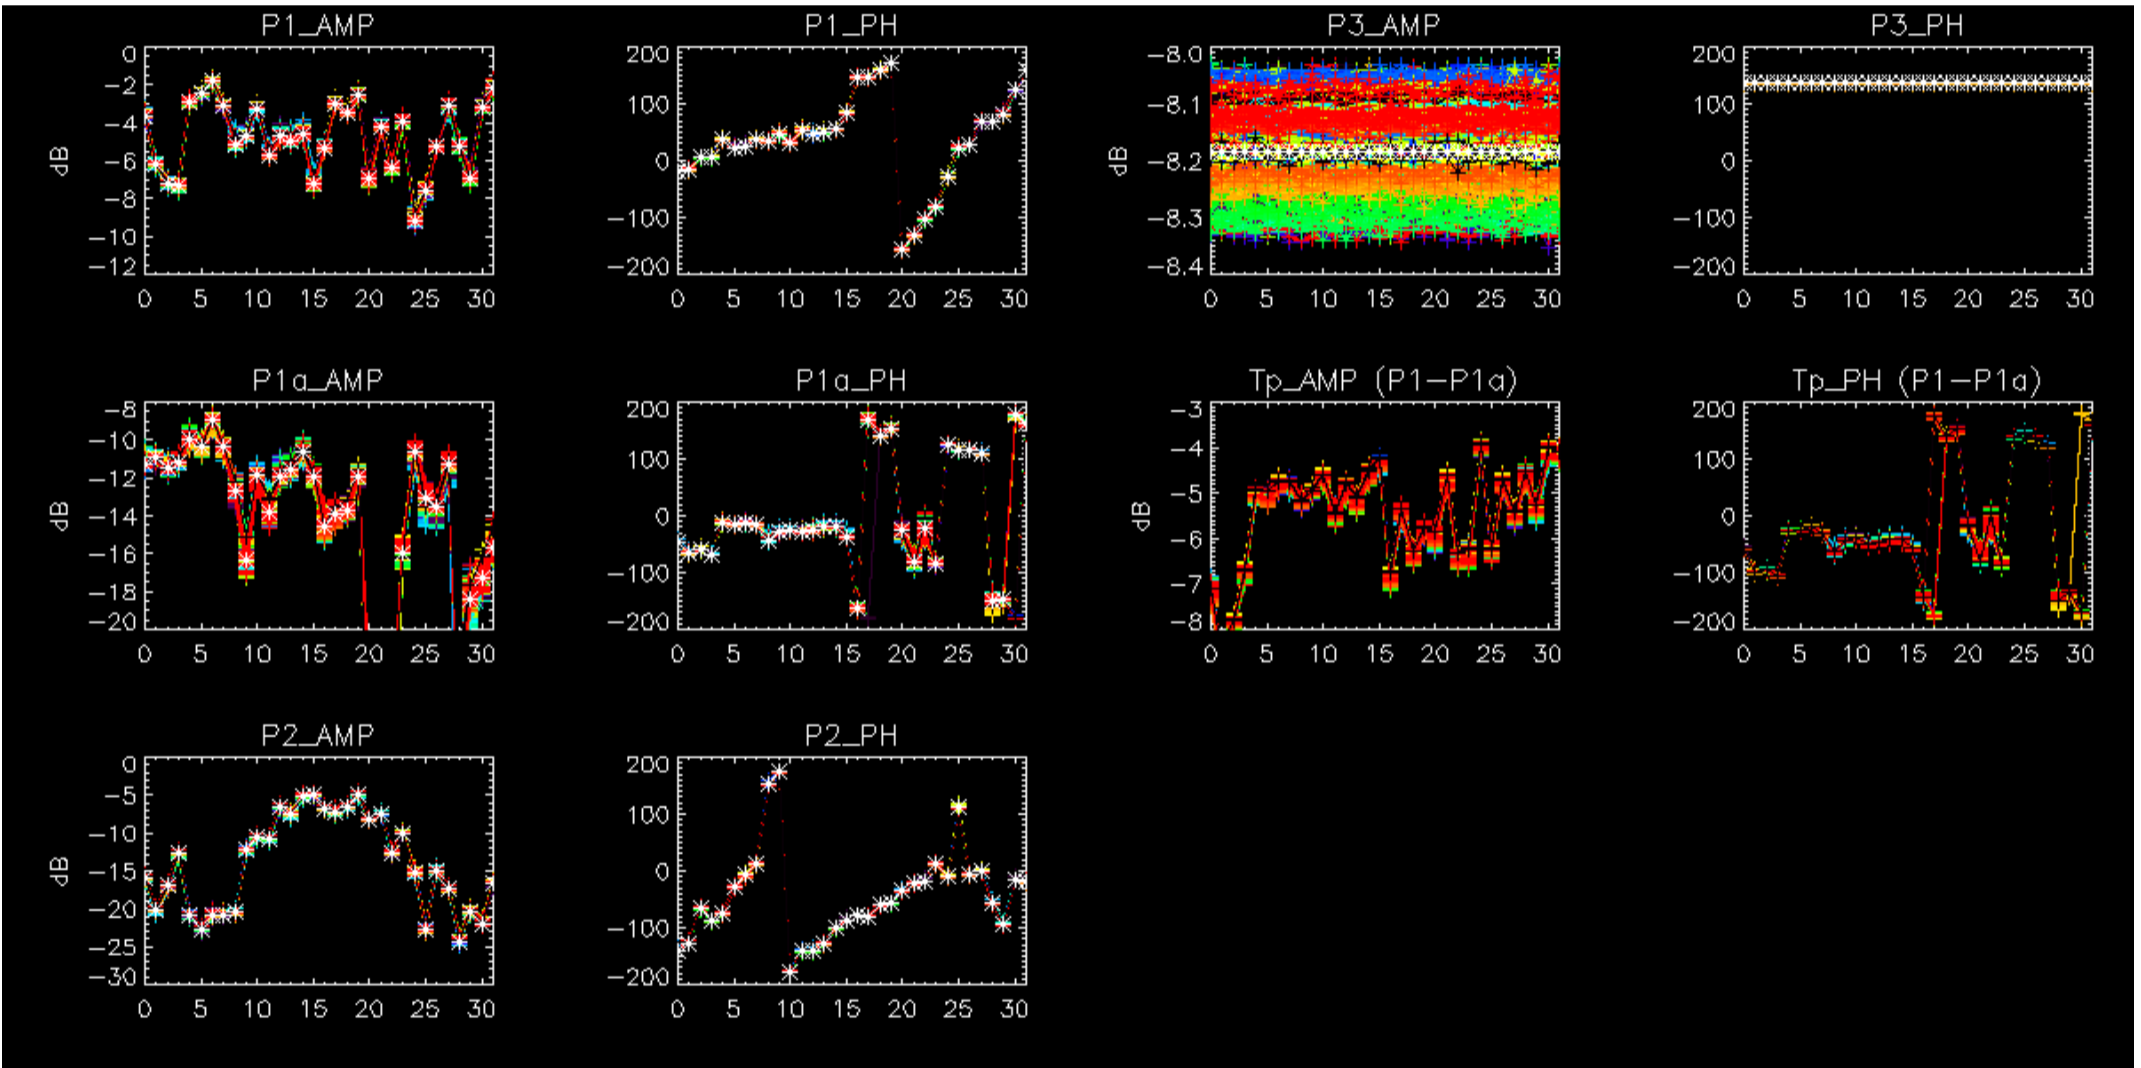 P1_AMP
P1_PH
P3_AMP
P3_PH
0
−2
−4
−6
−8
−10
−12
dB
0 5 10 15 20 25 30
200
100
0
−100
−200
0 5 10 15 20 25 30
−8.0
−8.1
−8.2
−8.3
−8.4
dB
0 5 10 15 20 25 30
200
100
0
−100
−200
0 5 10 15 20 25 30
P1a_AMP
P1a_PH
Tp_AMP (P1−P1a)
Tp_PH (P1−P1a)
−8
−10
−12
−14
−16
−18
−20
dB
0 5 10 15 20 25 30
200
100
0
−100
−200
0 5 10 15 20 25 30
−3
−4
−5
−6
−7
−8
dB
0 5 10 15 20 25 30
200
100
0
−100
−200
0 5 10 15 20 25 30
P2_AMP
P2_PH
0
−5
−10
−15
−20
−25
−30
dB
0 5 10 15 20 25 30
200
100
0
−100
−200
0 5 10 15 20 25 30